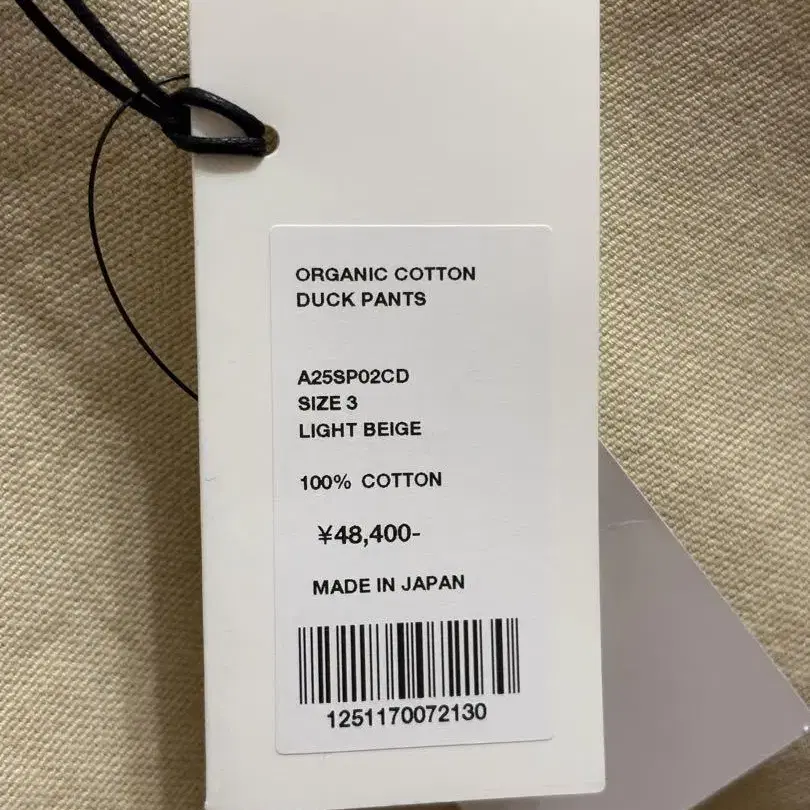 ORGANIC COTTON
DUCK PANTS
A25SP02CD
SIZE 3
LIGHT BEIGE
100% COTTON
¥48,400-
MADE IN JAPAN
1251170072130